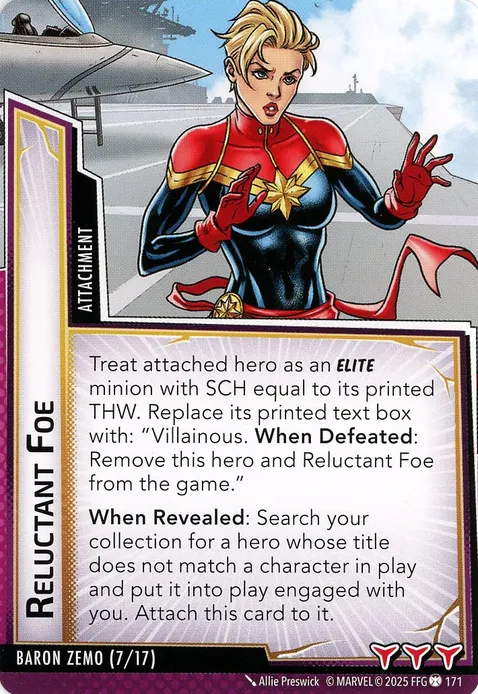 ATTACHMENT
RELUCTANT FOE
Treat attached hero as an ELITE
minion with SCH equal to its printed
THW. Replace its printed text box
with: “Villainous. When Defeated:
Remove this hero and Reluctant Foe
from the game.”
When Revealed: Search your
collection for a hero whose title
does not match a character in play
and put it into play engaged with
you. Attach this card to it.
BARON ZEMO (7/17)
Allie Preswick © MARVEL © 2025 FFG 171